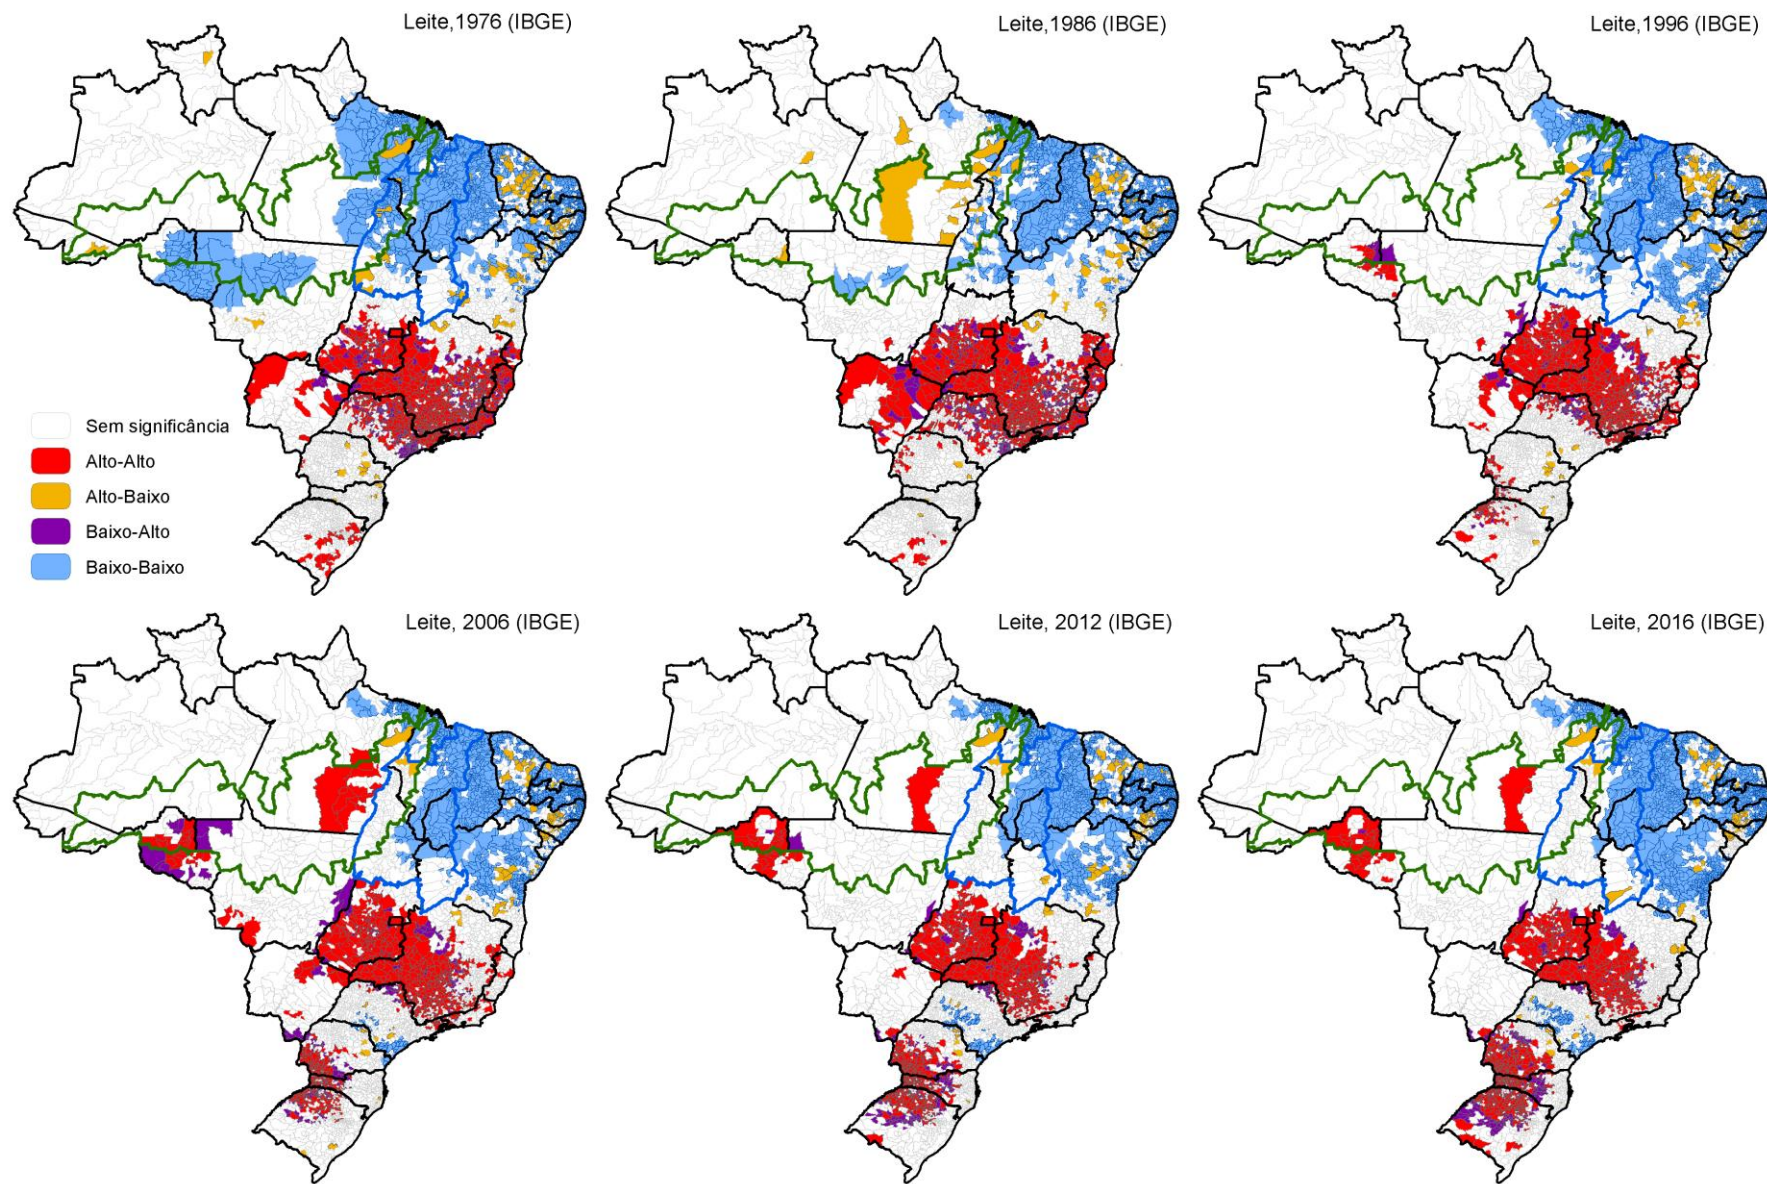 Leite,1976 (IBGE)
Leite,1986 (IBGE)
Leite,1996 (IBGE)
Sem significância
Alto-Alto
Alto-Baixo
Baixo-Alto
Baixo-Baixo
Leite, 2006 (IBGE)
Leite, 2012 (IBGE)
Leite, 2016 (IBGE)